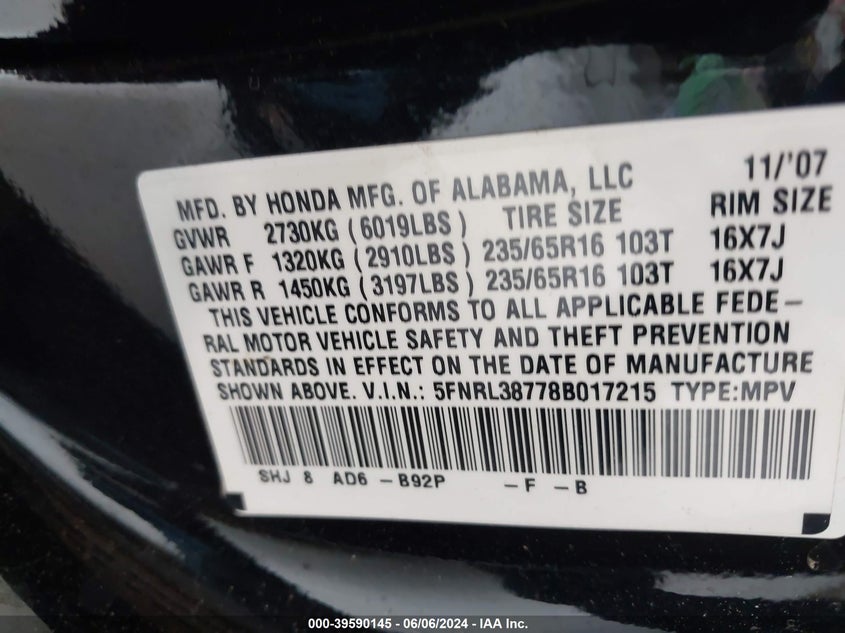 11/'07
MFD. BY HONDA MFG. OF ALABAMA, LLC
GVWR 2730KG ( 6019LBS ) TIRE SIZE RIM SIZE
GAWR F 1320KG ( 2910LBS ) 235/65R16 103T 16X7J
GAWR R 1450KG ( 3197LBS ) 235/65R16 103T 16X7J
THIS VEHICLE CONFORMS TO ALL APPLICABLE FEDE-
RAL MOTOR VEHICLE SAFETY AND THEFT PREVENTION
STANDARDS IN EFFECT ON THE DATE OF MANUFACTURE
SHOWN ABOVE. V.I.N.: 5FNRL38778B017215 TYPE:MPV
SHJ 8 AD6 -B92P -F -B
000-39590145 - 06/06/2024 - IAA Inc.